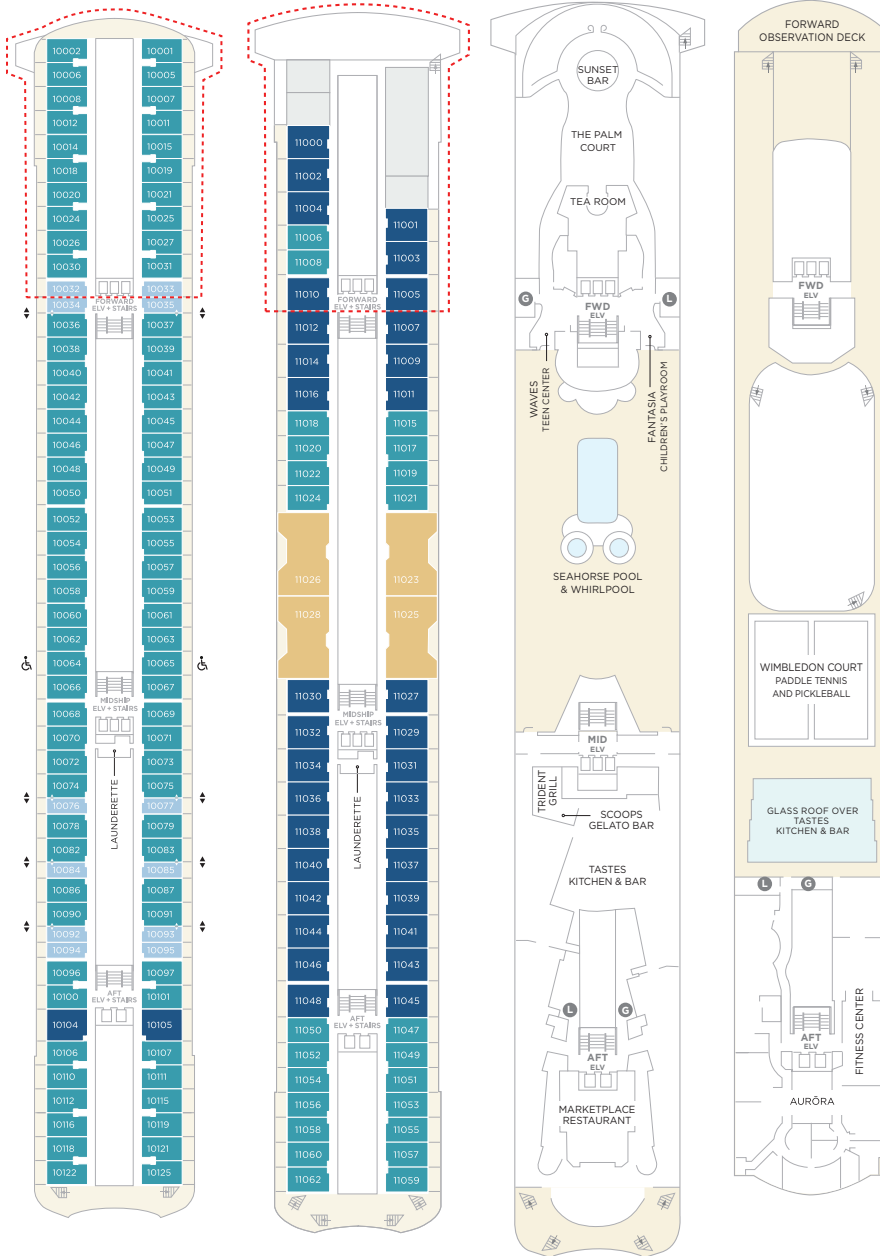 10002
10006
10008
10012
10014
10018
10020
10024
10026
10030
10032
10034
10036
10038
10040
10042
10044
10046
10048
10050
10052
10054
10056
10058
10060
10062
10064
10066
10068
10070
10072
10074
10076
10078
10082
10084
10086
10090
10092
10094
10096
10100
10104
10106
10110
10112
10116
10118
10122
FORWARD
ELV + STAIRS
MIDSHIP
ELV + STAIRS
LAUNDERETTE
AFT
ELV + STAIRS
10001
10005
10007
10011
10015
10019
10021
10025
10027
10031
10033
10035
10037
10039
10041
10043
10045
10047
10049
10051
10053
10055
10057
10059
10061
10063
10065
10067
10069
10071
10073
10075
10077
10079
10083
10085
10087
10091
10093
10095
10097
10101
10105
10107
10111
10115
10119
10121
10125
11000
11002
11004
11006
11008
11010
11012
11014
11016
11018
11020
11022
11024
11026
11028
11030
11032
11034
11036
11038
11040
11042
11044
11046
11048
11050
11052
11054
11056
11058
11060
11062
FORWARD
ELV + STAIRS
MIDSHIP
ELV + STAIRS
LAUNDERETTE
AFT
ELV + STAIRS
11001
11003
11005
11007
11009
11011
11015
11017
11019
11021
11023
11025
11027
11029
11031
11033
11035
11037
11039
11041
11043
11045
11047
11049
11051
11053
11055
11057
11059
SUNSET
BAR
THE PALM
COURT
TEA ROOM
G
FWD
ELV
L
WAVES
TEEN CENTER
FANTASIA
CHILDREN'S PLAYROOM
SEAHORSE POOL
& WHIRLPOOL
MID
ELV
TRIDENT
GRILL
SCOOPS
GELATO BAR
TASTES
KITCHEN & BAR
L
G
AFT
ELV
MARKETPLACE
RESTAURANT
FORWARD
OBSERVATION DECK
FWD
ELV
WIMBLEDON COURT
PADDLE TENNIS
AND PICKLEBALL
GLASS ROOF OVER
TASTES
KITCHEN & BAR
L
G
AFT
ELV
FITNESS CENTER
AURŌRA